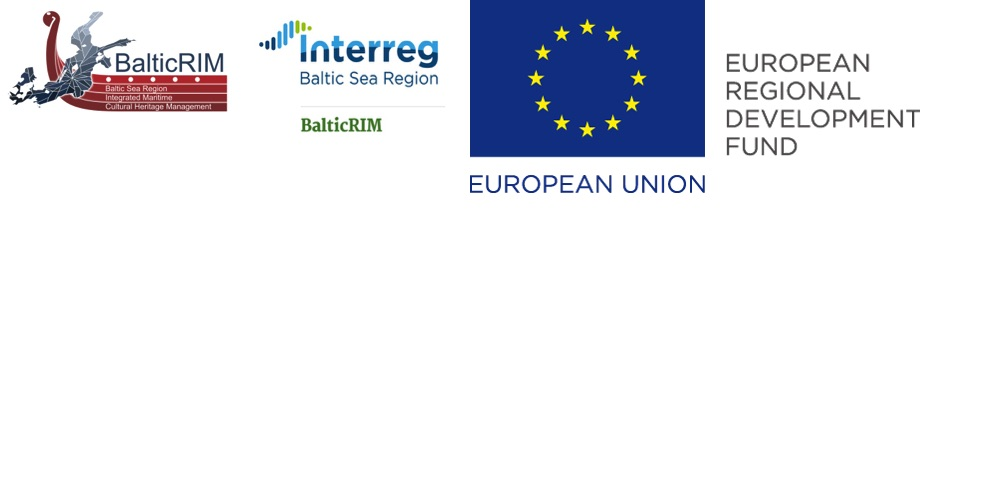 BalticRIM
Baltic Sea Region
Integrated Maritime
Cultural Heritage Management
Interreg
Baltic Sea Region
BalticRIM
EUROPEAN UNION
EUROPEAN
REGIONAL
DEVELOPMENT
FUND